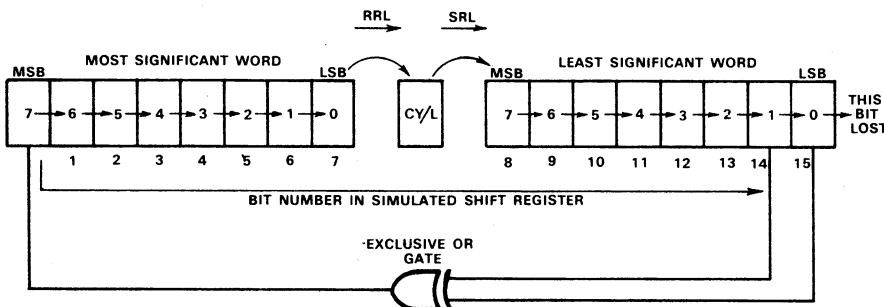 RRL SRL
MOST SIGNIFICANT WORD LEAST SIGNIFICANT WORD
MSB LSB MSB LSB
7 6 5 4 3 2 1 0 CY/L 7 6 5 4 3 2 1 0 THIS
BIT
LOST
1 2 3 4 5 6 7 8 9 10 11 12 13 14 15
BIT NUMBER IN SIMULATED SHIFT REGISTER
EXCLUSIVE OR
GATE